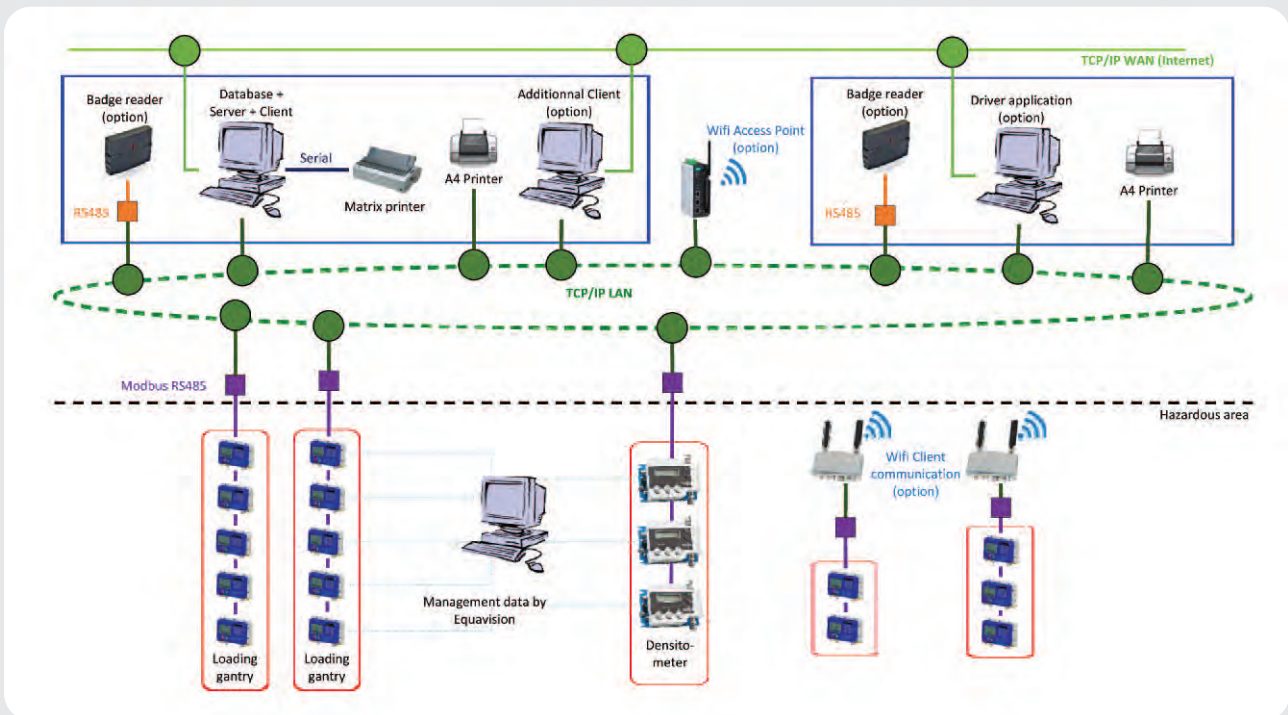 TCP/IP WAN (Internet)
Badge reader
(option)
Database +
Server + Client
Serial
Matrix printer
A4 Printer
Additionnal Client
(option)
RS485
Wifi Access Point
(option)
Badge reader
(option)
Driver application
(option)
A4 Printer
RS485
TCP/IP LAN
Modbus RS485
Hazardous area
Management data by
Equavision
Wifi Client
communication
(option)
Loading
gantry
Loading
gantry
Densito-
meter